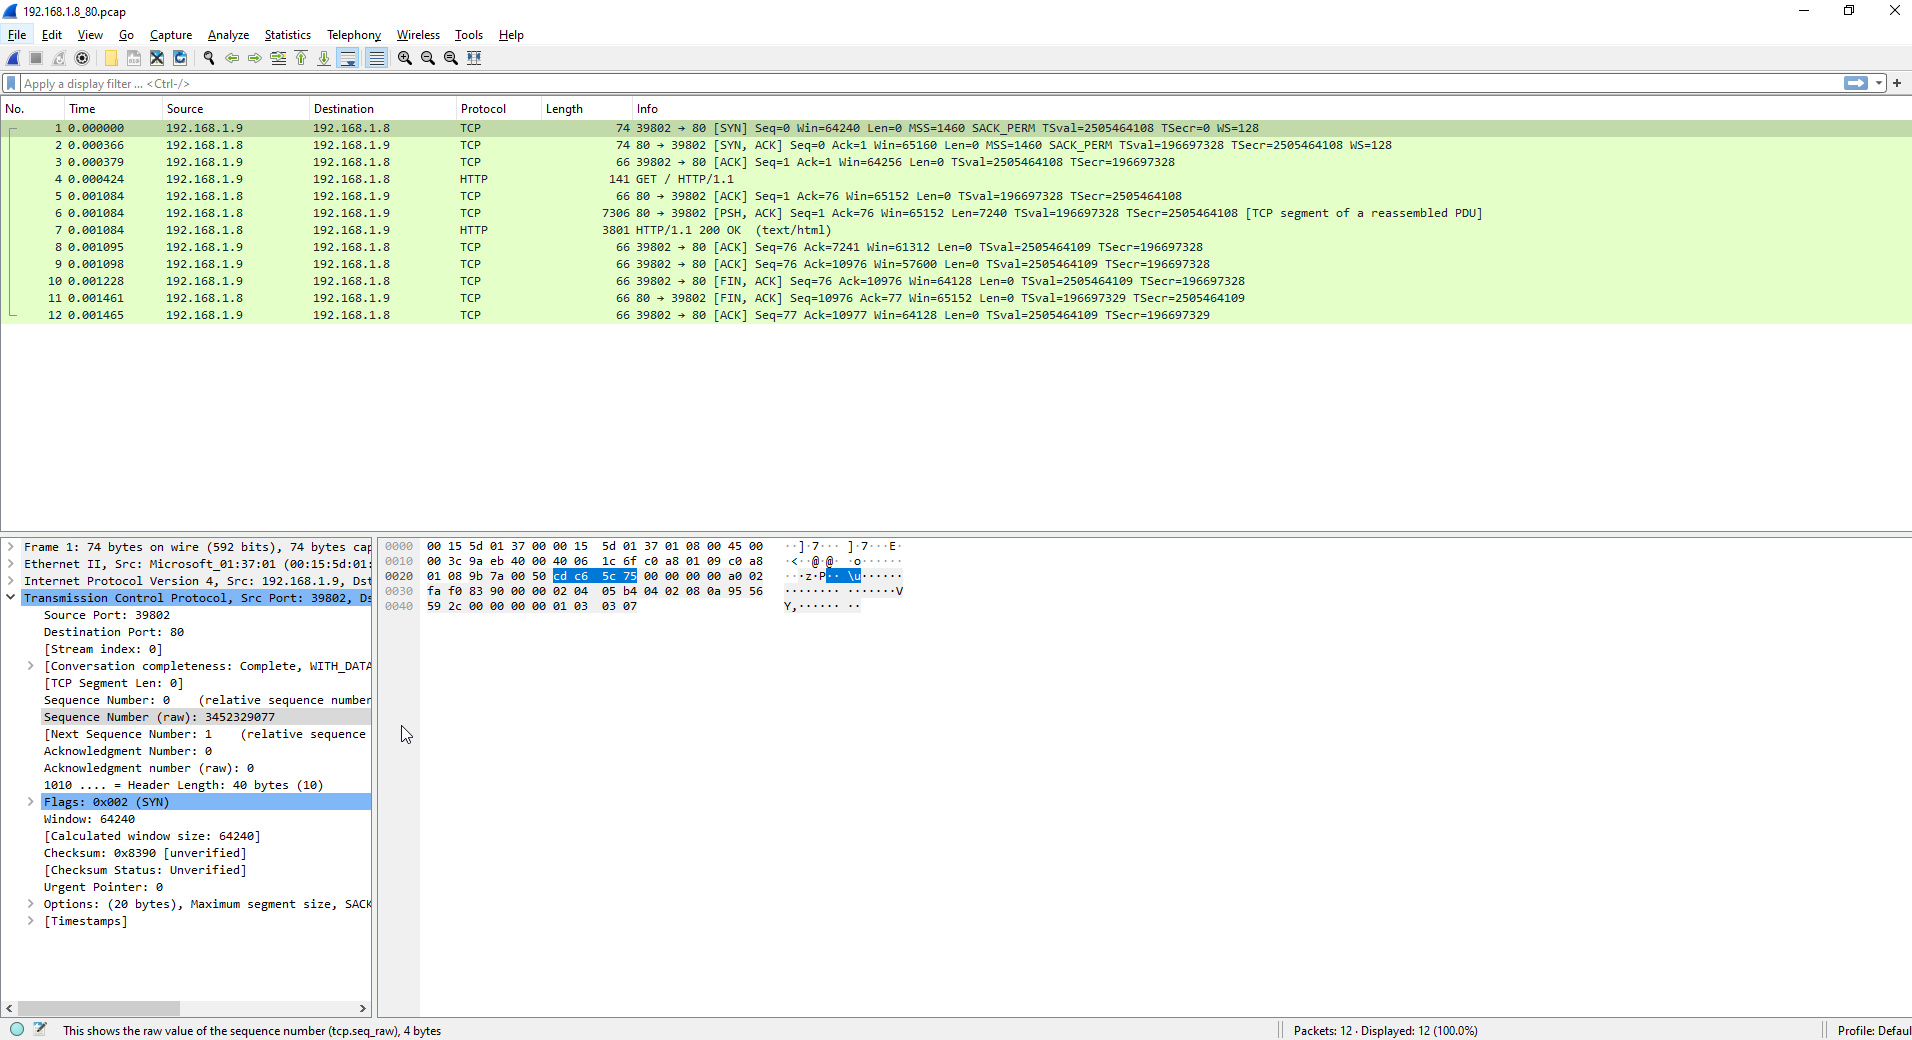 192.168.1.8_80.pcap
File Edit View Go Capture Analyze Statistics Telephony Wireless Tools Help
Apply a display filter ... <Ctrl-/>
No. Time Source Destination Protocol Length Info
1 0.000000 192.168.1.9 192.168.1.8 TCP 74 39802 → 80 [SYN] Seq=0 Win=64240 Len=0 MSS=1460 SACK_PERM TSval=2505464108 TSecr=0 WS=128
2 0.000366 192.168.1.8 192.168.1.9 TCP 74 80 → 39802 [SYN, ACK] Seq=0 Ack=1 Win=65160 Len=0 MSS=1460 SACK_PERM TSval=196697328 TSecr=2505464108 WS=128
3 0.000379 192.168.1.9 192.168.1.8 TCP 66 39802 → 80 [ACK] Seq=1 Ack=1 Win=64256 Len=0 TSval=2505464108 TSecr=196697328
4 0.000424 192.168.1.9 192.168.1.8 HTTP 141 GET / HTTP/1.1
5 0.001084 192.168.1.8 192.168.1.9 TCP 66 80 → 39802 [ACK] Seq=1 Ack=76 Win=65152 Len=0 TSval=196697328 TSecr=2505464108
6 0.001084 192.168.1.8 192.168.1.9 TCP 7306 80 → 39802 [PSH, ACK] Seq=1 Ack=76 Win=65152 Len=7240 TSval=196697328 TSecr=2505464108 [TCP segment of a reassembled PDU]
7 0.001084 192.168.1.8 192.168.1.9 HTTP 3801 HTTP/1.1 200 OK  (text/html)
8 0.001095 192.168.1.9 192.168.1.8 TCP 66 39802 → 80 [ACK] Seq=76 Ack=7241 Win=61312 Len=0 TSval=2505464109 TSecr=196697328
9 0.001098 192.168.1.9 192.168.1.8 TCP 66 39802 → 80 [ACK] Seq=76 Ack=10976 Win=57600 Len=0 TSval=2505464109 TSecr=196697328
10 0.001228 192.168.1.9 192.168.1.8 TCP 66 39802 → 80 [FIN, ACK] Seq=76 Ack=10976 Win=64128 Len=0 TSval=2505464109 TSecr=196697328
11 0.001461 192.168.1.8 192.168.1.9 TCP 66 80 → 39802 [FIN, ACK] Seq=10976 Ack=77 Win=65152 Len=0 TSval=196697329 TSecr=2505464109
12 0.001465 192.168.1.9 192.168.1.8 TCP 66 39802 → 80 [ACK] Seq=77 Ack=10977 Win=64128 Len=0 TSval=2505464109 TSecr=196697329
Frame 1: 74 bytes on wire (592 bits), 74 bytes cap
Ethernet II, Src: Microsoft_01:37:01 (00:15:5d:01:
Internet Protocol Version 4, Src: 192.168.1.9, Dst
Transmission Control Protocol, Src Port: 39802, Ds
Source Port: 39802
Destination Port: 80
[Stream index: 0]
[Conversation completeness: Complete, WITH_DATA
[TCP Segment Len: 0]
Sequence Number: 0    (relative sequence number
Sequence Number (raw): 3452329077
[Next Sequence Number: 1    (relative sequence
Acknowledgment Number: 0
Acknowledgment number (raw): 0
1010 .... = Header Length: 40 bytes (10)
Flags: 0x002 (SYN)
Window: 64240
[Calculated window size: 64240]
Checksum: 0x8390 [unverified]
[Checksum Status: Unverified]
Urgent Pointer: 0
Options: (20 bytes), Maximum segment size, SACK
[Timestamps]
0000 00 15 5d 01 37 00 00 15 5d 01 37 01 08 00 45 00 ··]·7··· ]·7···E·
0010 00 3c 9a eb 40 00 40 06 1c 6f c0 a8 01 09 c0 a8 ·<··@·@· ·o······
0020 01 08 9b 7a 00 50 cd c6 5c 75 00 00 00 00 a0 02 ···z·P·· \u······
0030 fa f0 83 90 00 00 02 04 05 b4 04 02 08 0a 95 56 ········ ·······V
0040 59 2c 00 00 00 00 01 03 03 07 Y,······ ··
This shows the raw value of the sequence number (tcp.seq_raw), 4 bytes
Packets: 12 · Displayed: 12 (100.0%)
Profile: Defaul